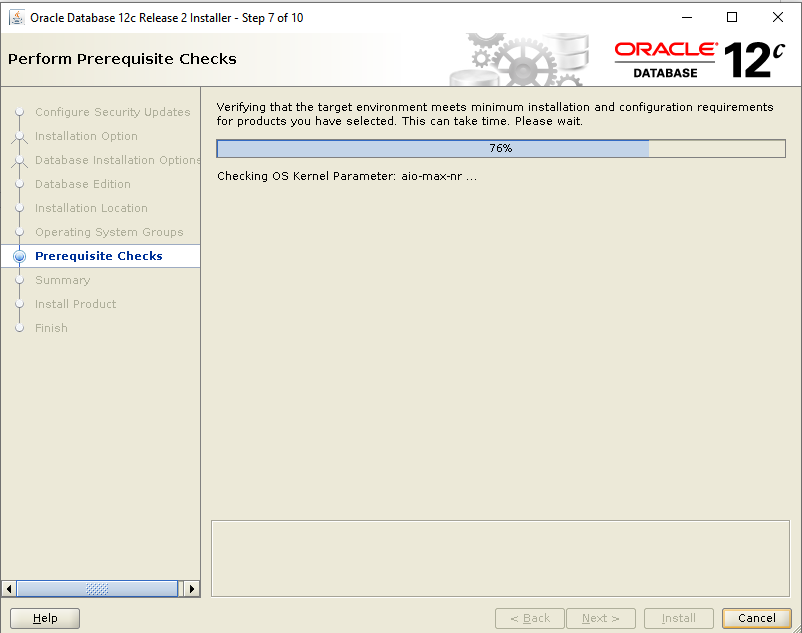 Oracle Database 12c Release 2 Installer - Step 7 of 10
Perform Prerequisite Checks
ORACLE®
DATABASE
12c
Configure Security Updates
Installation Option
Database Installation Options
Database Edition
Installation Location
Operating System Groups
Prerequisite Checks
Summary
Install Product
Finish
Verifying that the target environment meets minimum installation and configuration requirements
for products you have selected. This can take time. Please wait.
76%
Checking OS Kernel Parameter: aio-max-nr ...
Help
< Back
Next >
Install
Cancel